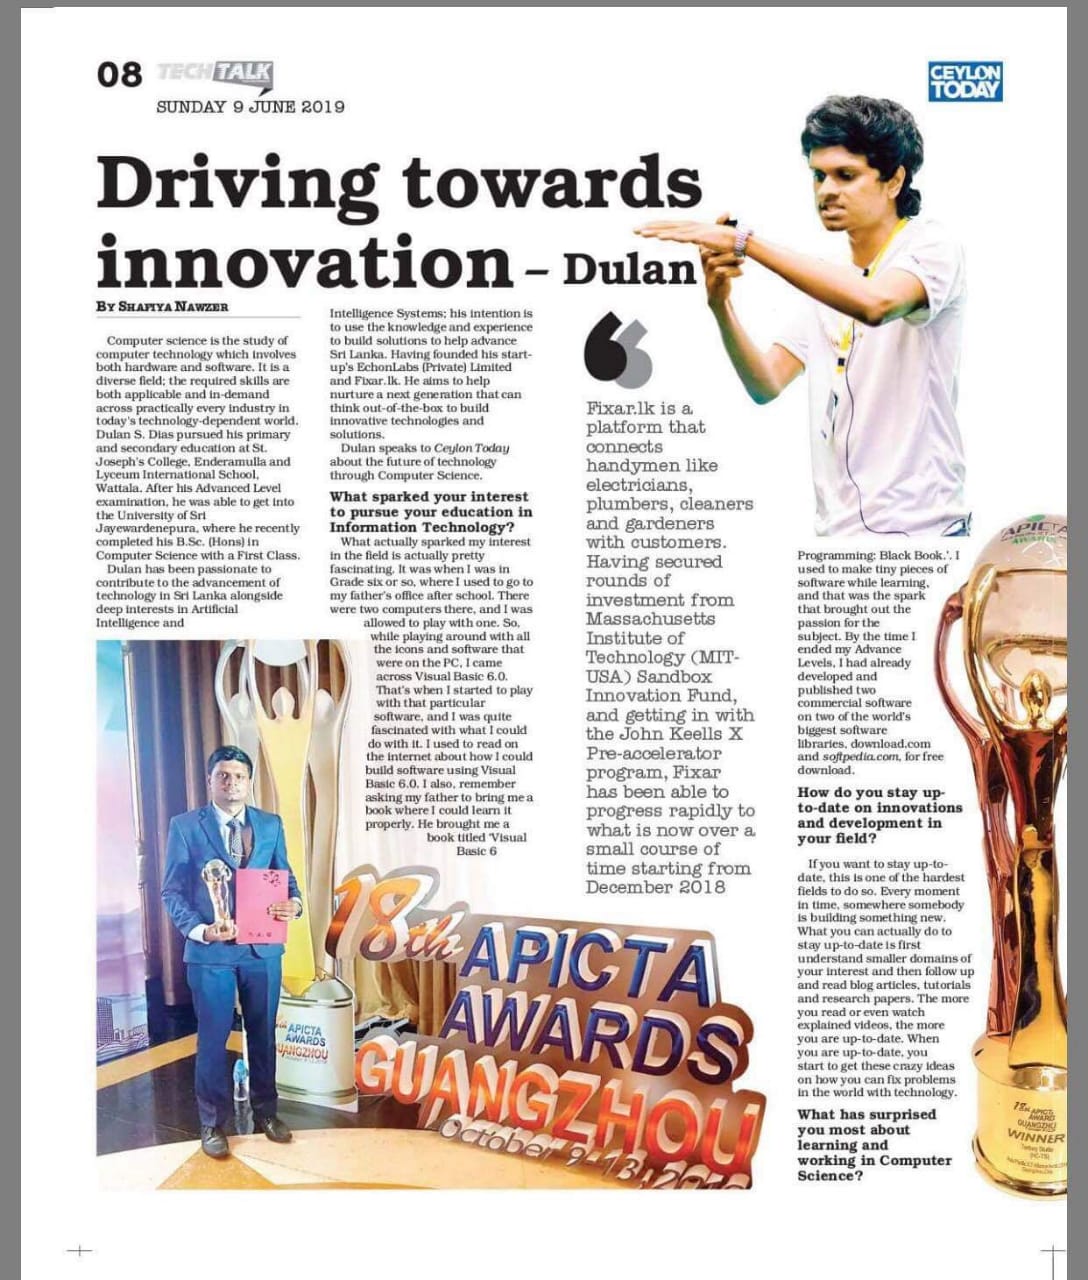 08 TECHTALK
SUNDAY 9 JUNE 2019
CEYLON
TODAY
Driving towards
innovation – Dulan
By Shafiya Nawzer
Computer science is the study of
computer technology which involves
both hardware and software. It is a
diverse field; the required skills are
both applicable and in-demand
across practically every industry in
today's technology-dependent world.
Dulan S. Dias pursued his primary
and secondary education at St.
Joseph's College, Enderamulla and
Lyceum International School,
Wattala. After his Advanced Level
examination, he was able to get into
the University of Sri
Jayewardenepura, where he recently
completed his B.Sc. (Hons) in
Computer Science with a First Class.
Dulan has been passionate to
contribute to the advancement of
technology in Sri Lanka alongside
deep interests in Artificial
Intelligence and
Intelligence Systems; his intention is
to use the knowledge and experience
to build solutions to help advance
Sri Lanka. Having founded his start-
up's EchonLabs (Private) Limited
and Fixar.lk. He aims to help
nurture a next generation that can
think out-of-the-box to build
innovative technologies and
solutions.
Dulan speaks to Ceylon Today
about the future of technology
through Computer Science.
What sparked your interest
to pursue your education in
Information Technology?
What actually sparked my interest
in the field is actually pretty
fascinating. It was when I was in
Grade six or so, where I used to go to
my father's office after school. There
were two computers there, and I was
allowed to play with one. So,
while playing around with all
the icons and software that
were on the PC, I came
across Visual Basic 6.0.
That's when I started to play
with that particular
software, and I was quite
fascinated with what I could
do with it. I used to read on
the internet about how I could
build software using Visual
Basic 6.0. I also, remember
asking my father to bring me a
book where I could learn it
properly. He brought me a
book titled 'Visual
Basic 6
Fixar.lk is a
platform that
connects
handymen like
electricians,
plumbers, cleaners
and gardeners
with customers.
Having secured
rounds of
investment from
Massachusetts
Institute of
Technology (MIT-
USA) Sandbox
Innovation Fund,
and getting in with
the John Keells X
Pre-accelerator
program, Fixar
has been able to
progress rapidly to
what is now over a
small course of
time starting from
December 2018
Programming: Black Book.'. I
used to make tiny pieces of
software while learning,
and that was the spark
that brought out the
passion for the
subject. By the time I
ended my Advance
Levels, I had already
developed and
published two
commercial software
on two of the world's
biggest software
libraries, download.com
and softpedia.com, for free
download.
How do you stay up-
to-date on innovations
and development in
your field?
If you want to stay up-to-
date, this is one of the hardest
fields to do so. Every moment
in time, somewhere somebody
is building something new.
What you can actually do to
stay up-to-date is first
understand smaller domains of
your interest and then follow up
and read blog articles, tutorials
and research papers. The more
you read or even watch
explained videos, the more
you are up-to-date. When
you are up-to-date, you
start to get these crazy ideas
on how you can fix problems
in the world with technology.
What has surprised
you most about
learning and
working in Computer
Science?
18th APICTA
AWARDS
GUANGZHOU
October 9-13,
APICTA
AWARDS
GUANGZHOU
APICTA
AWARDS
18th APICTA
AWARD
GUANGZHOU
WINNER